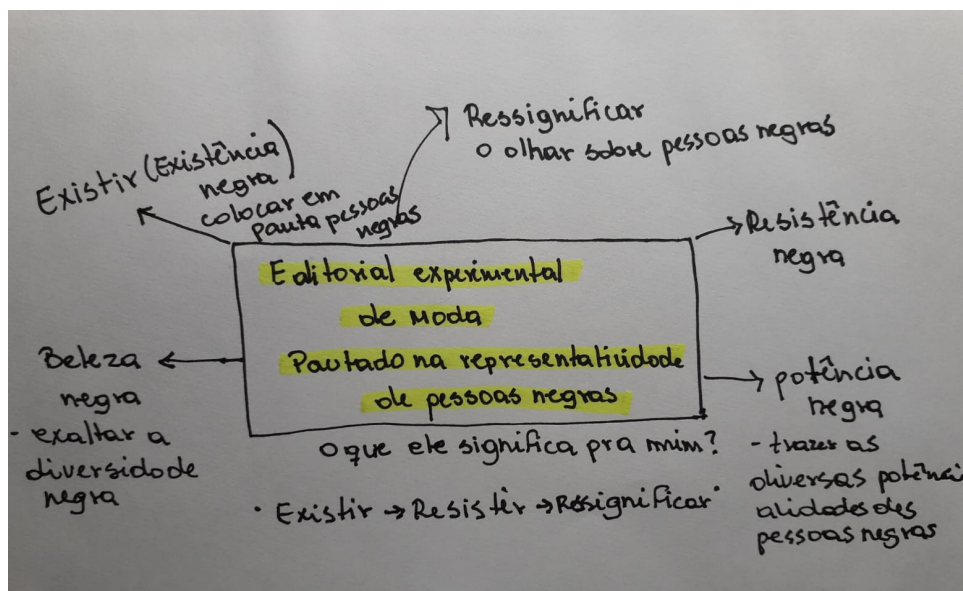 Ressignificar
o olhar sobre pessoas negras
Existir (Existência
negra)
colocar em
pauta pessoas
negras
Resistência
negra
Editorial experimental
de Moda
Pautado na representatividade
de pessoas negras
Beleza
negra
- exaltar a
diversidade
negra
potência
negra
- trazer as
diversas potênci
alidades des
pessoas negras
O que ele significa pra mim?
"Existir → Resistir → Ressignificar"